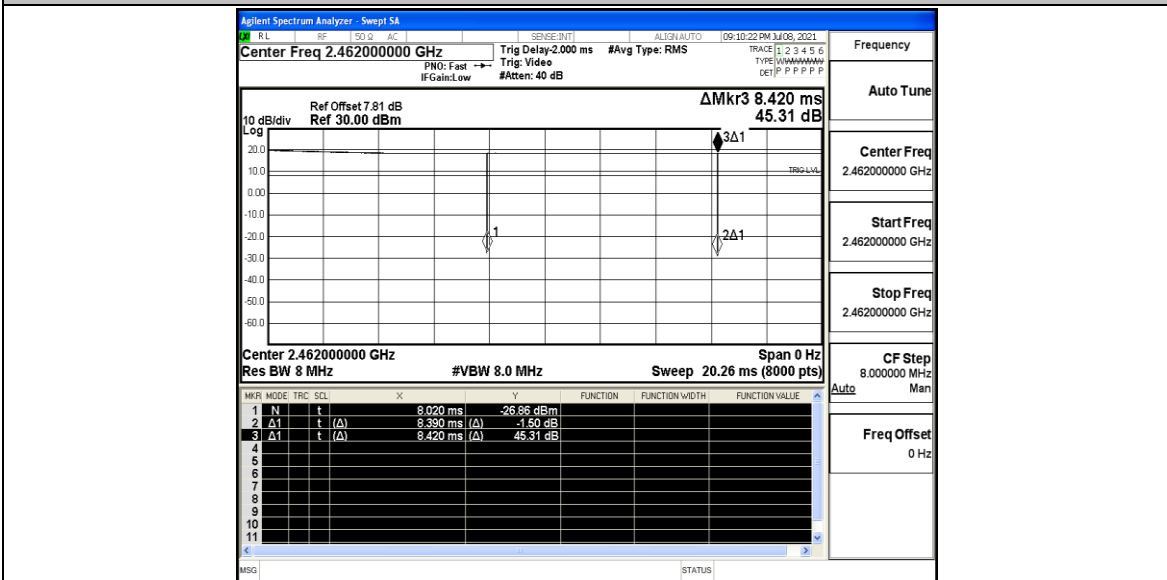 Agilent Spectrum Analyzer - Swept SA
RL RF 50 Ω AC SENSE:INT ALIGN AUTO 09:10:22 PM Jul 08, 2021
Center Freq 2.462000000 GHz
PNO: Fast
IFGain:Low
Trig Delay-2.000 ms #Avg Type: RMS
Trig: Video
#Atten: 40 dB
TRACE 1 2 3 4 5 6
TYPE
DET P P P P P P
Frequency
Auto Tune
Center Freq
2.462000000 GHz
Start Freq
2.462000000 GHz
Stop Freq
2.462000000 GHz
CF Step
8.000000 MHz
Auto Man
Freq Offset
0 Hz
ΔMkr3 8.420 ms
45.31 dB
Ref Offset 7.81 dB
10 dB/div Ref 30.00 dBm
Log
20.0
10.0
0.00
-10.0
-20.0
-30.0
-40.0
-50.0
-60.0
3Δ1
TRIG LVL
1
2Δ1
Center 2.462000000 GHz Span 0 Hz
Res BW 8 MHz #VBW 8.0 MHz Sweep 20.26 ms (8000 pts)
MKR MODE TRC SCL X Y FUNCTION FUNCTION WIDTH FUNCTION VALUE
1 N t 8.020 ms -26.86 dBm
2 Δ1 t (Δ) 8.390 ms (Δ) -1.50 dB
3 Δ1 t (Δ) 8.420 ms (Δ) 45.31 dB
4
5
6
7
8
9
10
11
MSG STATUS